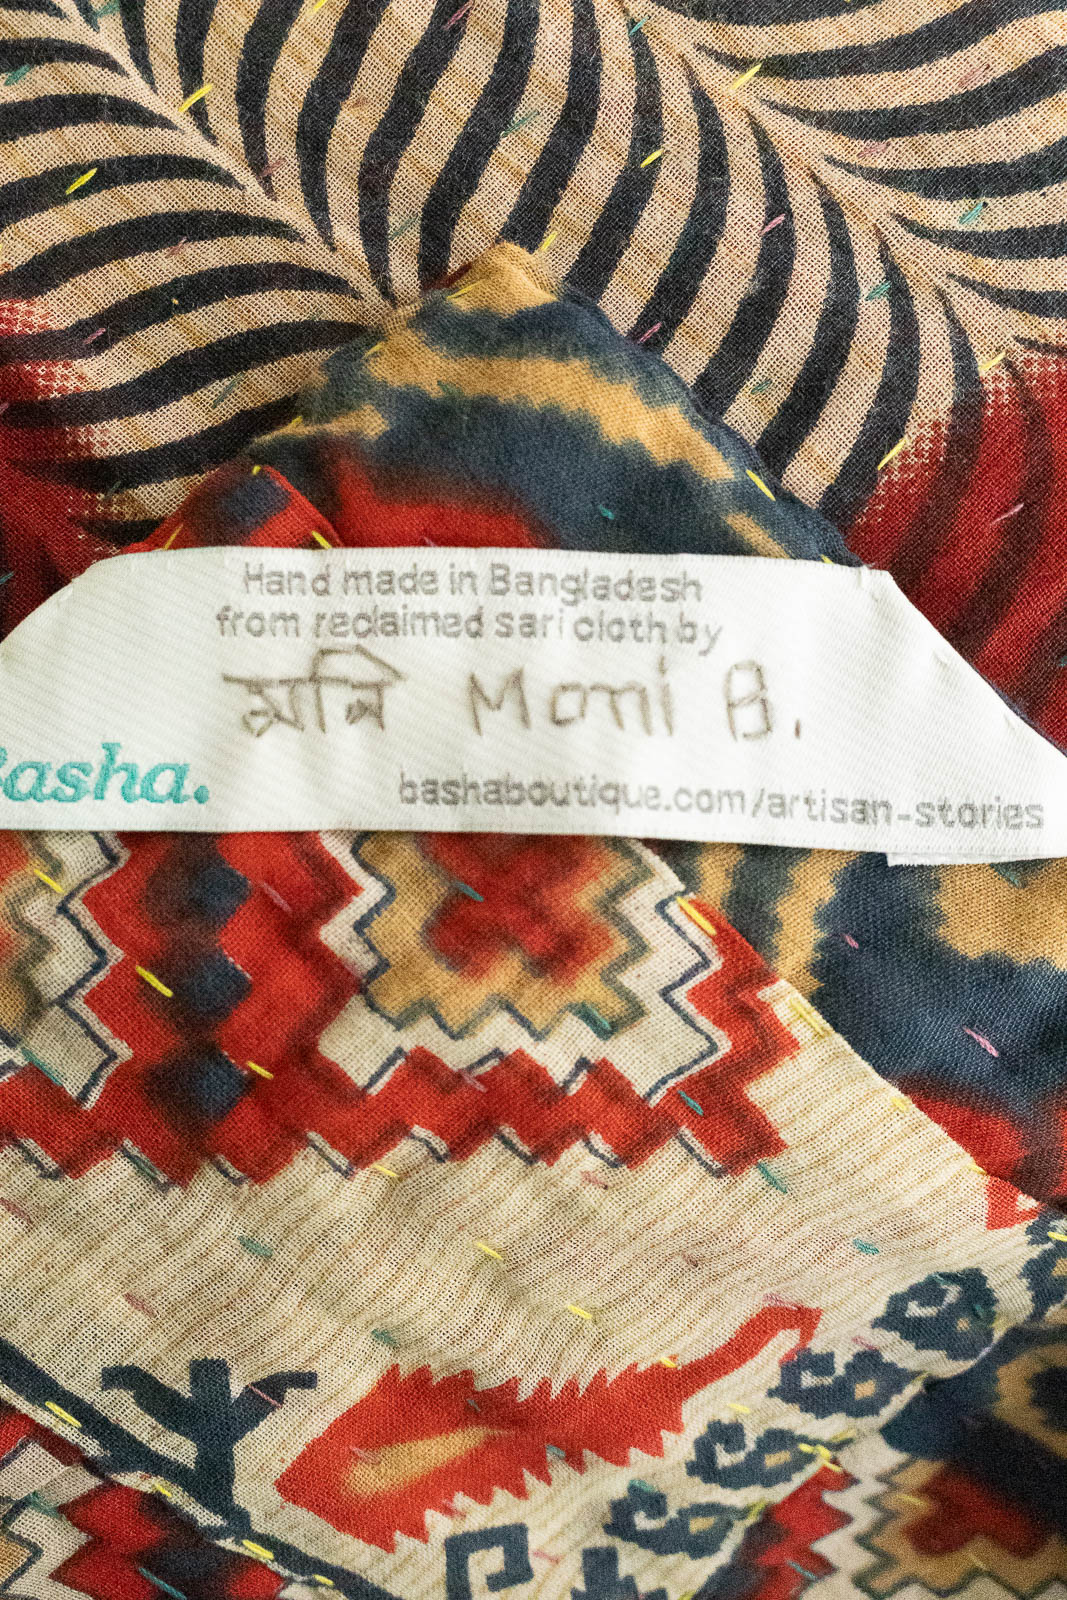 Hand made in Bangladesh
from reclaimed sari cloth by
মনি Moni B.
Basha.
bashaboutique.com/artisan-stories